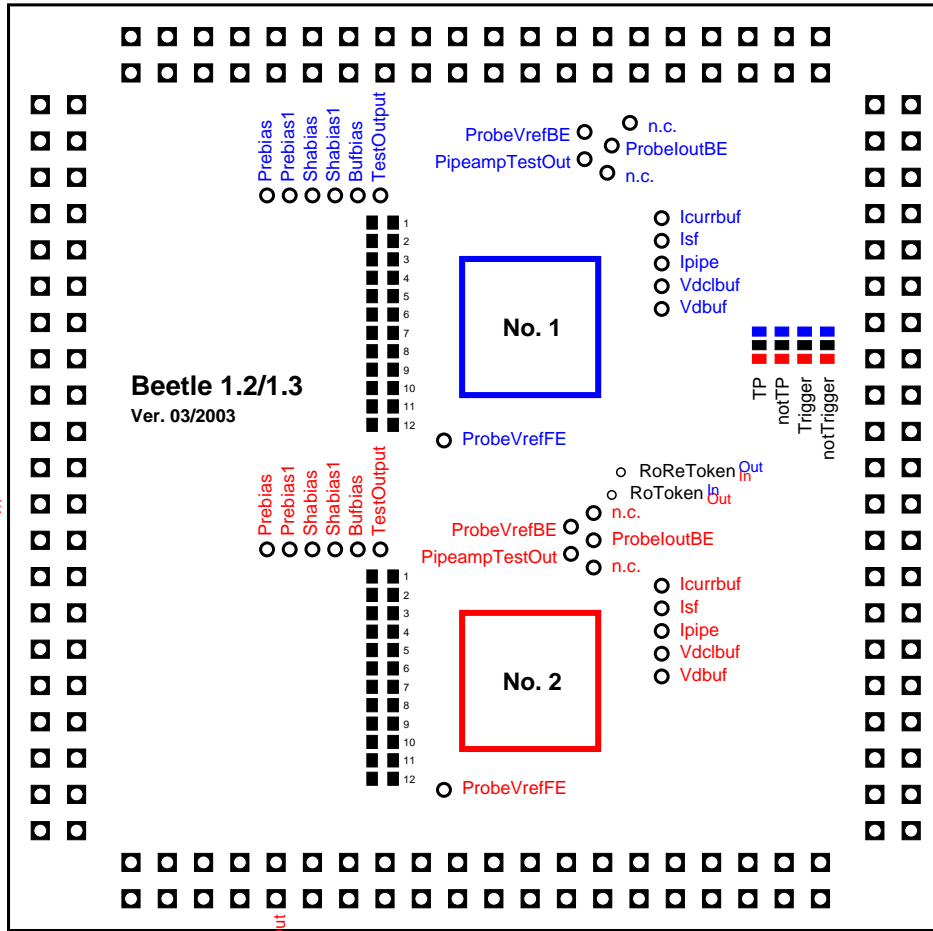 Prebias
Prebias1
Shabias
Shabias1
Bufbias
TestOutput
ProbeVrefBE
n.c.
ProbeIoutBE
PipeampTestOut
n.c.
Icurrbuf
Isf
Ipipe
Vdclbuf
Vdbuf
1
2
3
4
5
6
7
8
9
10
11
12
No. 1
Beetle 1.2/1.3
Ver. 03/2003
TP
notTP
Trigger
notTrigger
ProbeVrefFE
RoReToken Out In
RoToken In Out
Prebias
Prebias1
Shabias
Shabias1
Bufbias
TestOutput
n.c.
ProbeVrefBE
ProbeIoutBE
PipeampTestOut
n.c.
Icurrbuf
Isf
Ipipe
Vdclbuf
Vdbuf
1
2
3
4
5
6
7
8
9
10
11
12
No. 2
ProbeVrefFE
ut